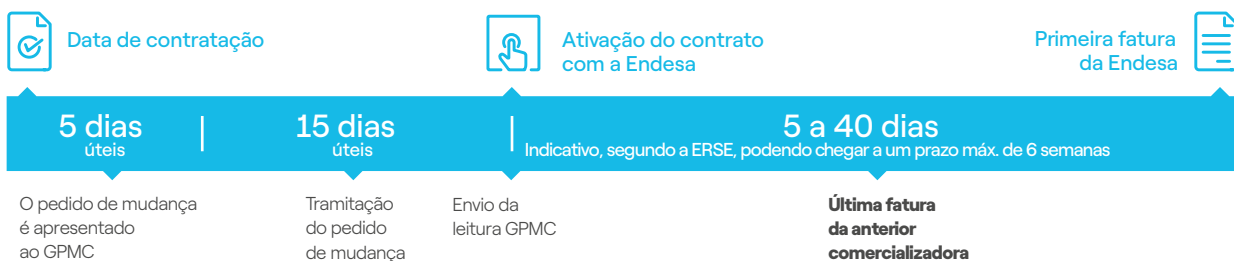 Data de contratação
Ativação do contrato
com a Endesa
Primeira fatura
da Endesa
5 dias
úteis
15 dias
úteis
5 a 40 dias
Indicativo, segundo a ERSE, podendo chegar a um prazo máx. de 6 semanas
O pedido de mudança
é apresentado
ao GPMC
Tramitação
do pedido
de mudança
Envio da
leitura GPMC
Última fatura
da anterior
comercializadora